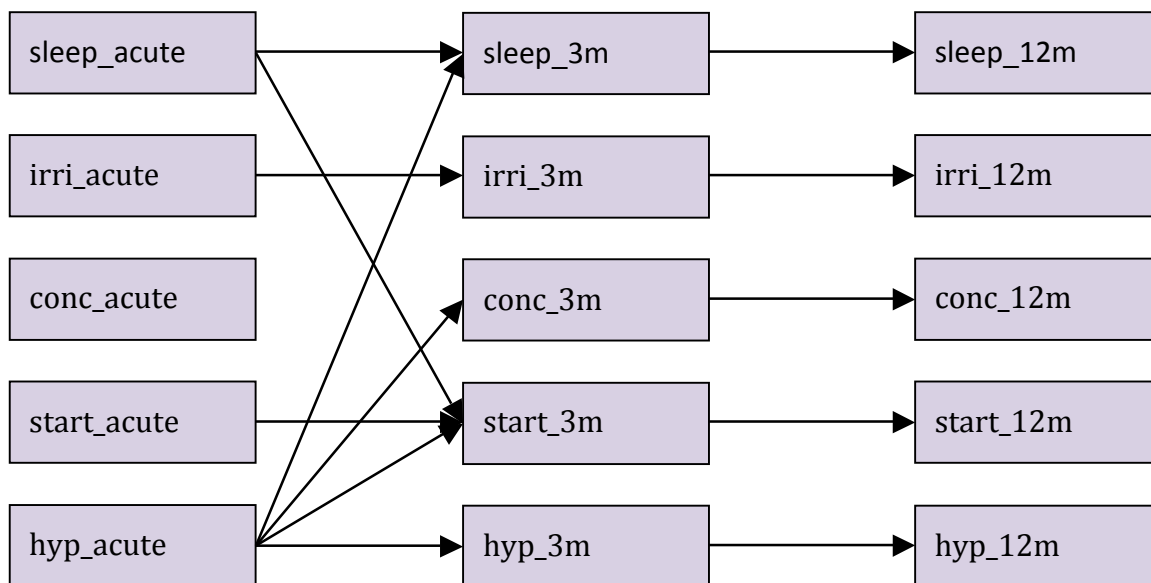 sleep_acute
sleep_3m
sleep_12m
irri_acute
irri_3m
irri_12m
conc_acute
conc_3m
conc_12m
start_acute
start_3m
start_12m
hyp_acute
hyp_3m
hyp_12m